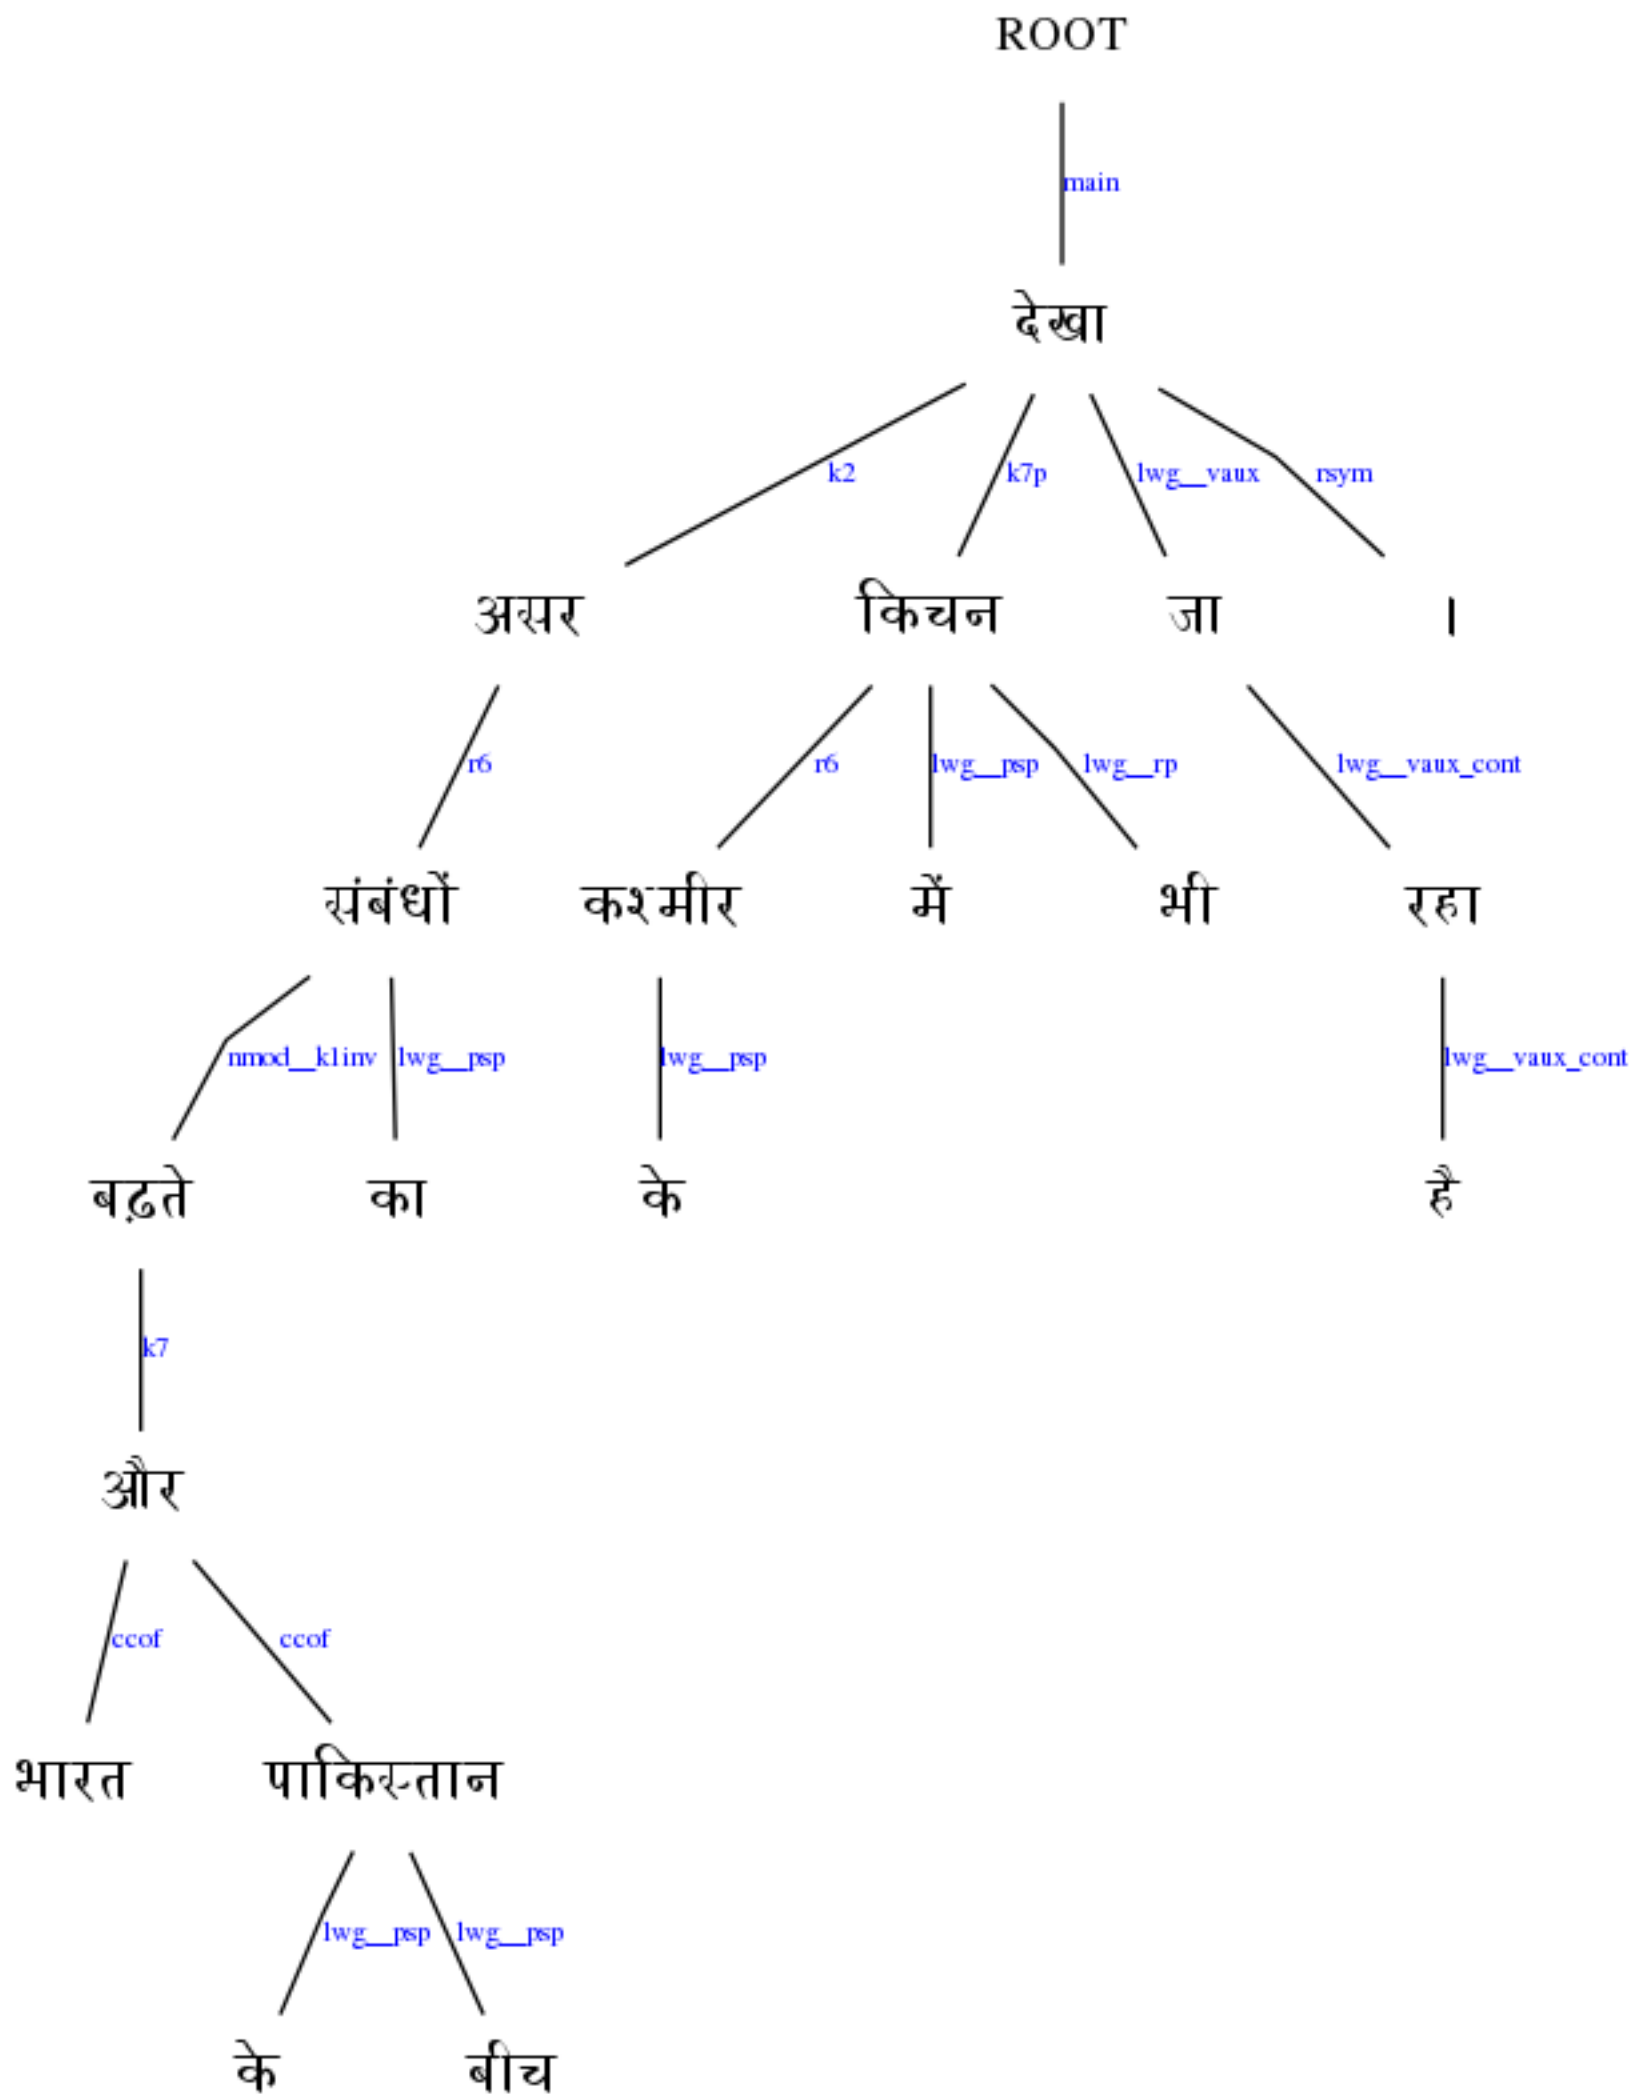 ROOT
main
देखा
k2 k7p lwg__vaux rsym
असर किचन जा ।
r6 r6 lwg__psp lwg__rp lwg__vaux_cont
संबंधों कश्मीर में भी रहा
nmod__k1inv lwg__psp lwg__psp lwg__vaux_cont
बढ़ते का के है
k7
और
ccof ccof
भारत पाकिस्तान
lwg__psp lwg__psp
के बीच